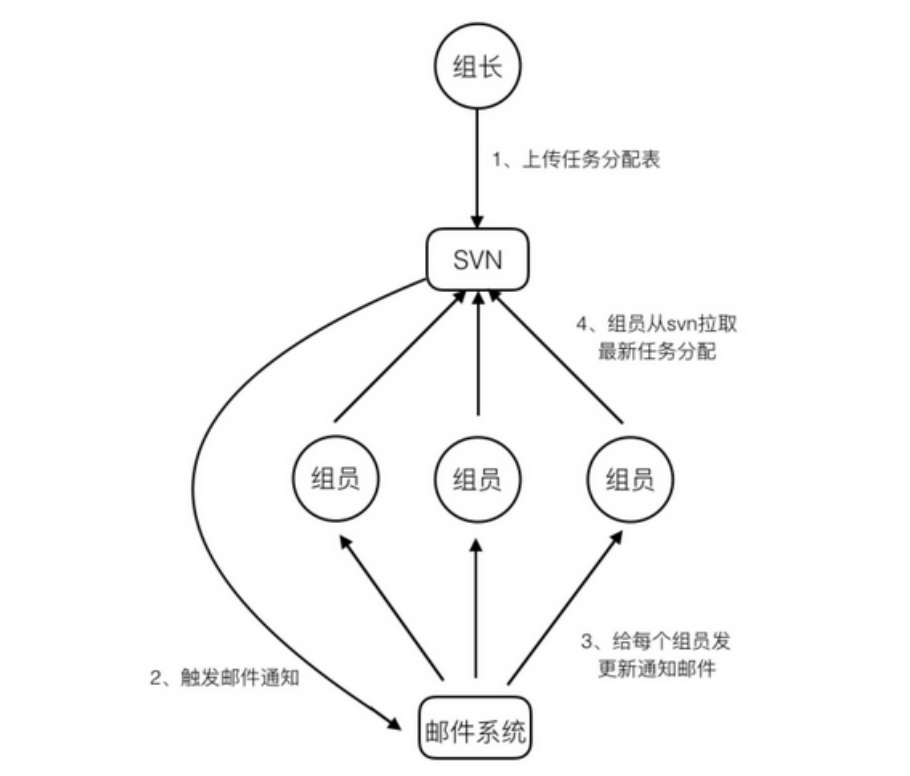 组长
1、上传任务分配表
SVN
4、组员从svn拉取
最新任务分配
组员
组员
组员
3、给每个组员发
更新通知邮件
2、触发邮件通知
邮件系统